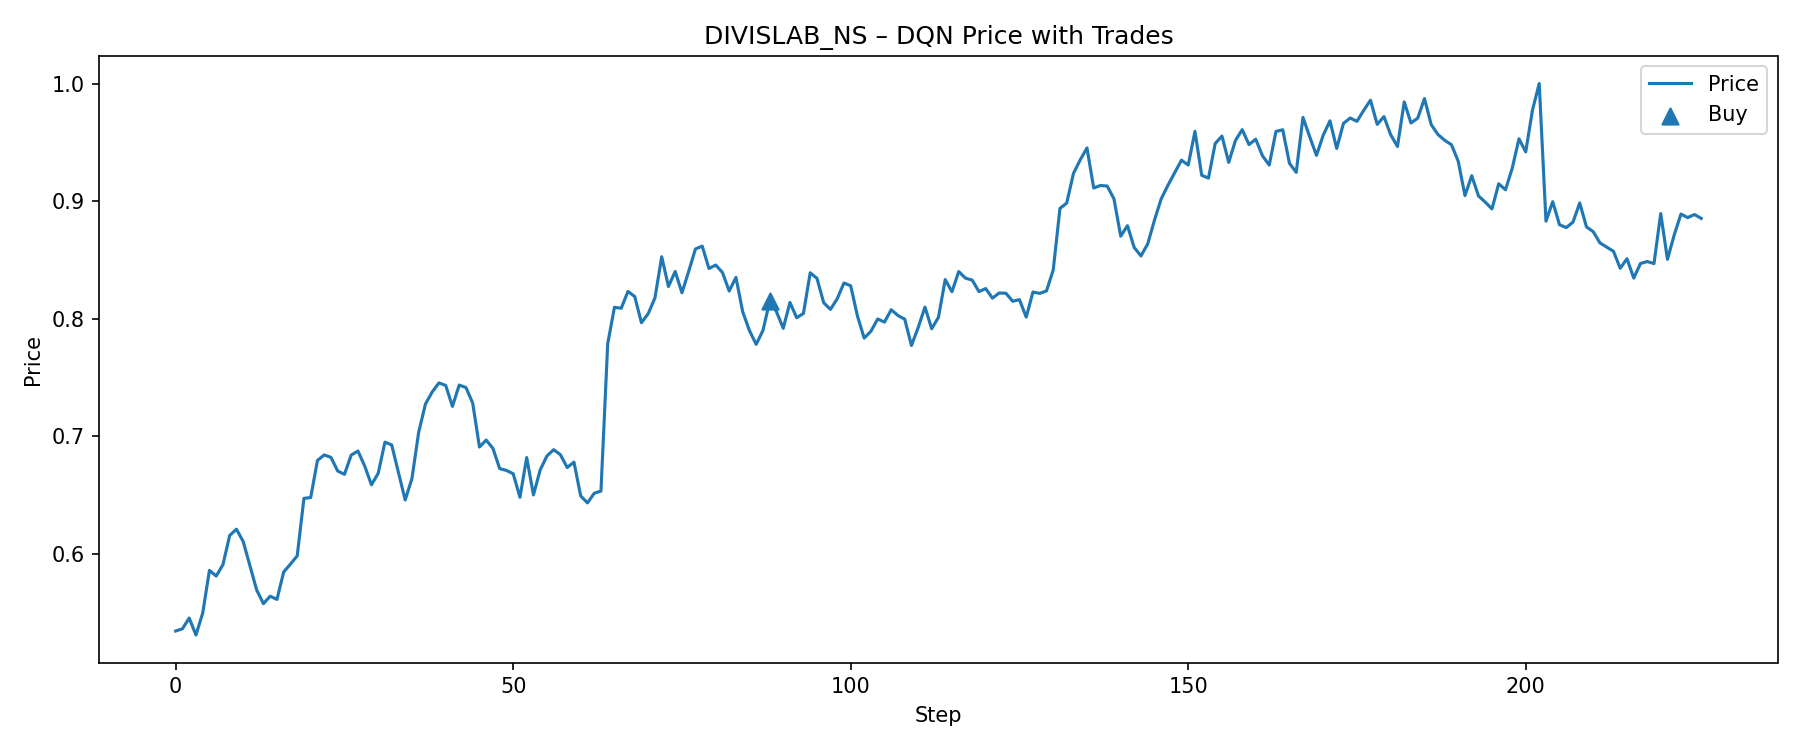 DIVISLAB_NS – DQN Price with Trades
Price
Buy
1.0
0.9
0.8
0.7
0.6
Price
0
50
100
150
200
Step